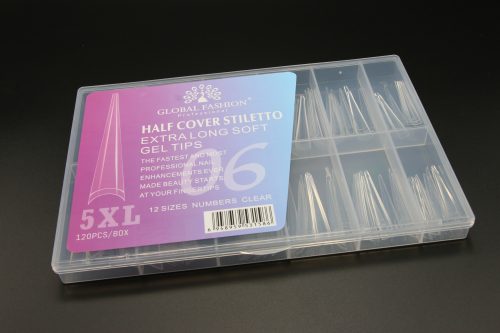 GLOBAL FASHION
Professional
HALF COVER STILETTO
EXTRA LONG SOFT
GEL TIPS
THE FASTEST AND MOST
PROFESSIONAL NAIL
ENHANCEMENTS EVER
MADE BEAUTY STARTS
AT YOUR FINGERTIPS
06
5XL
12 SIZES NUMBERS CLEAR
120PCS/BOX